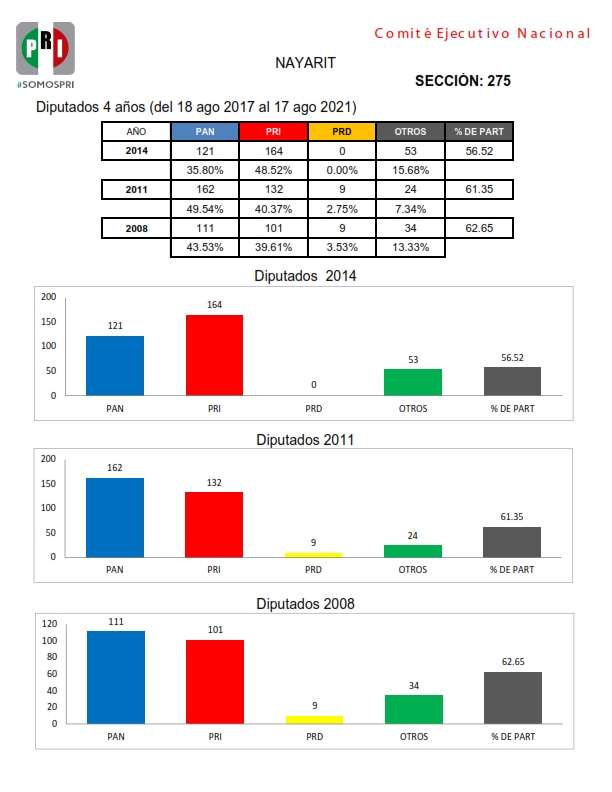 Comité Ejecutivo Nacional
PRI
#SOMOSPRI
NAYARIT
SECCIÓN: 275
Diputados 4 años (del 18 ago 2017 al 17 ago 2021)
AÑO PAN PRI PRD OTROS % DE PART
2014 121 164 0 53 56.52
35.80% 48.52% 0.00% 15.68%
2011 162 132 9 24 61.35
49.54% 40.37% 2.75% 7.34%
2008 111 101 9 34 62.65
43.53% 39.61% 3.53% 13.33%
Diputados 2014
200
150
100
50
0
121 164 0 53 56.52
PAN PRI PRD OTROS % DE PART
Diputados 2011
200
150
100
50
0
162 132 9 24 61.35
PAN PRI PRD OTROS % DE PART
Diputados 2008
120
100
80
60
40
20
0
111 101 9 34 62.65
PAN PRI PRD OTROS % DE PART